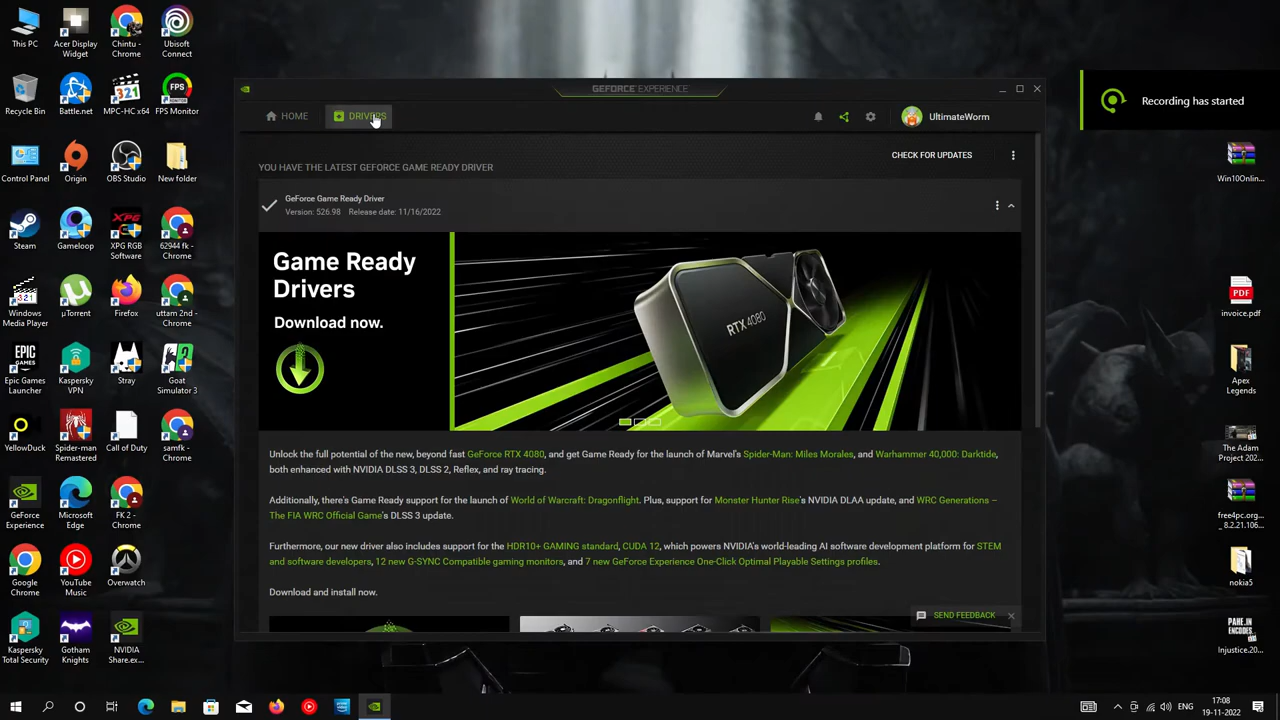 This PC
Acer Display
Widget
Chintu -
Chrome
Ubisoft
Connect
Recycle Bin
Battle.net
MPC-HC x64
FPS Monitor
Control Panel
Origin
OBS Studio
New folder
Steam
Gameloop
XPG RGB
Software
62944 fk -
Chrome
Windows
Media Player
µTorrent
Firefox
uttam 2nd -
Chrome
Epic Games
Launcher
Kaspersky
VPN
Stray
Goat
Simulator 3
YellowDuck
Spider-man
Remastered
Call of Duty
samfk -
Chrome
GeForce
Experience
Microsoft
Edge
FK 2 -
Chrome
Google
Chrome
YouTube
Music
Overwatch
Kaspersky
Total Security
Gotham
Knights
NVIDIA
Share.ex...
GEFORCE EXPERIENCE
HOME
DRIVERS
UltimateWorm
CHECK FOR UPDATES
YOU HAVE THE LATEST GEFORCE GAME READY DRIVER
GeForce Game Ready Driver
Version: 526.98 Release date: 11/16/2022
Game Ready
Drivers
Download now.
RTX 4080
Unlock the full potential of the new, beyond fast GeForce RTX 4080, and get Game Ready for the launch of Marvel's Spider-Man: Miles Morales, and Warhammer 40,000: Darktide,
both enhanced with NVIDIA DLSS 3, DLSS 2, Reflex, and ray tracing.
Additionally, there's Game Ready support for the launch of World of Warcraft: Dragonflight. Plus, support for Monster Hunter Rise's NVIDIA DLAA update, and WRC Generations –
The FIA WRC Official Game's DLSS 3 update.
Furthermore, our new driver also includes support for the HDR10+ GAMING standard, CUDA 12, which powers NVIDIA's world-leading AI software development platform for STEM
and software developers, 12 new G-SYNC Compatible gaming monitors, and 7 new GeForce Experience One-Click Optimal Playable Settings profiles.
Download and install now.
SEND FEEDBACK
Recording has started
Win10Onlin...
PDF
invoice.pdf
Apex
Legends
The Adam
Project 202...
free4pc.org...
_8.2.21.106...
nokia5
PAHE.IN
ENCODES
Injustice.20...
ENG
17:08
19-11-2022